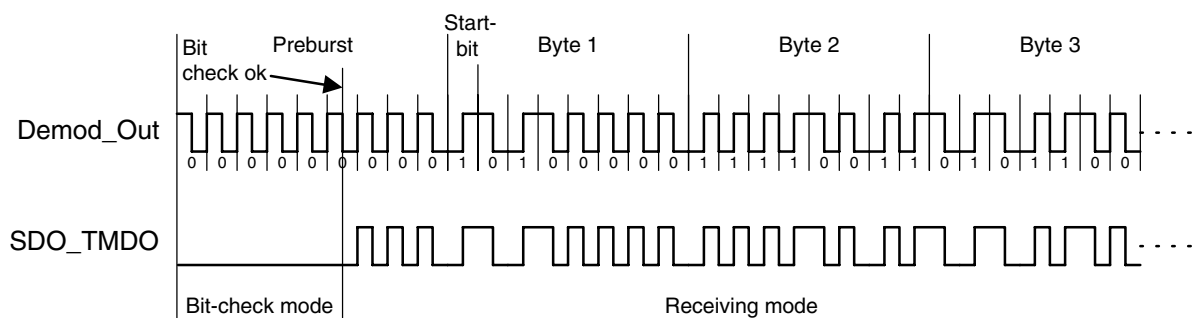 Bit
check ok
Preburst
Start-
bit
Byte 1
Byte 2
Byte 3
Demod_Out
0 0 0 0 0 0 0 0 0 1 0 1 0 0 0 0 0 1 1 1 1 0 0 1 1 0 1 0 1 1 0 0
SDO_TMDO
Bit-check mode
Receiving mode